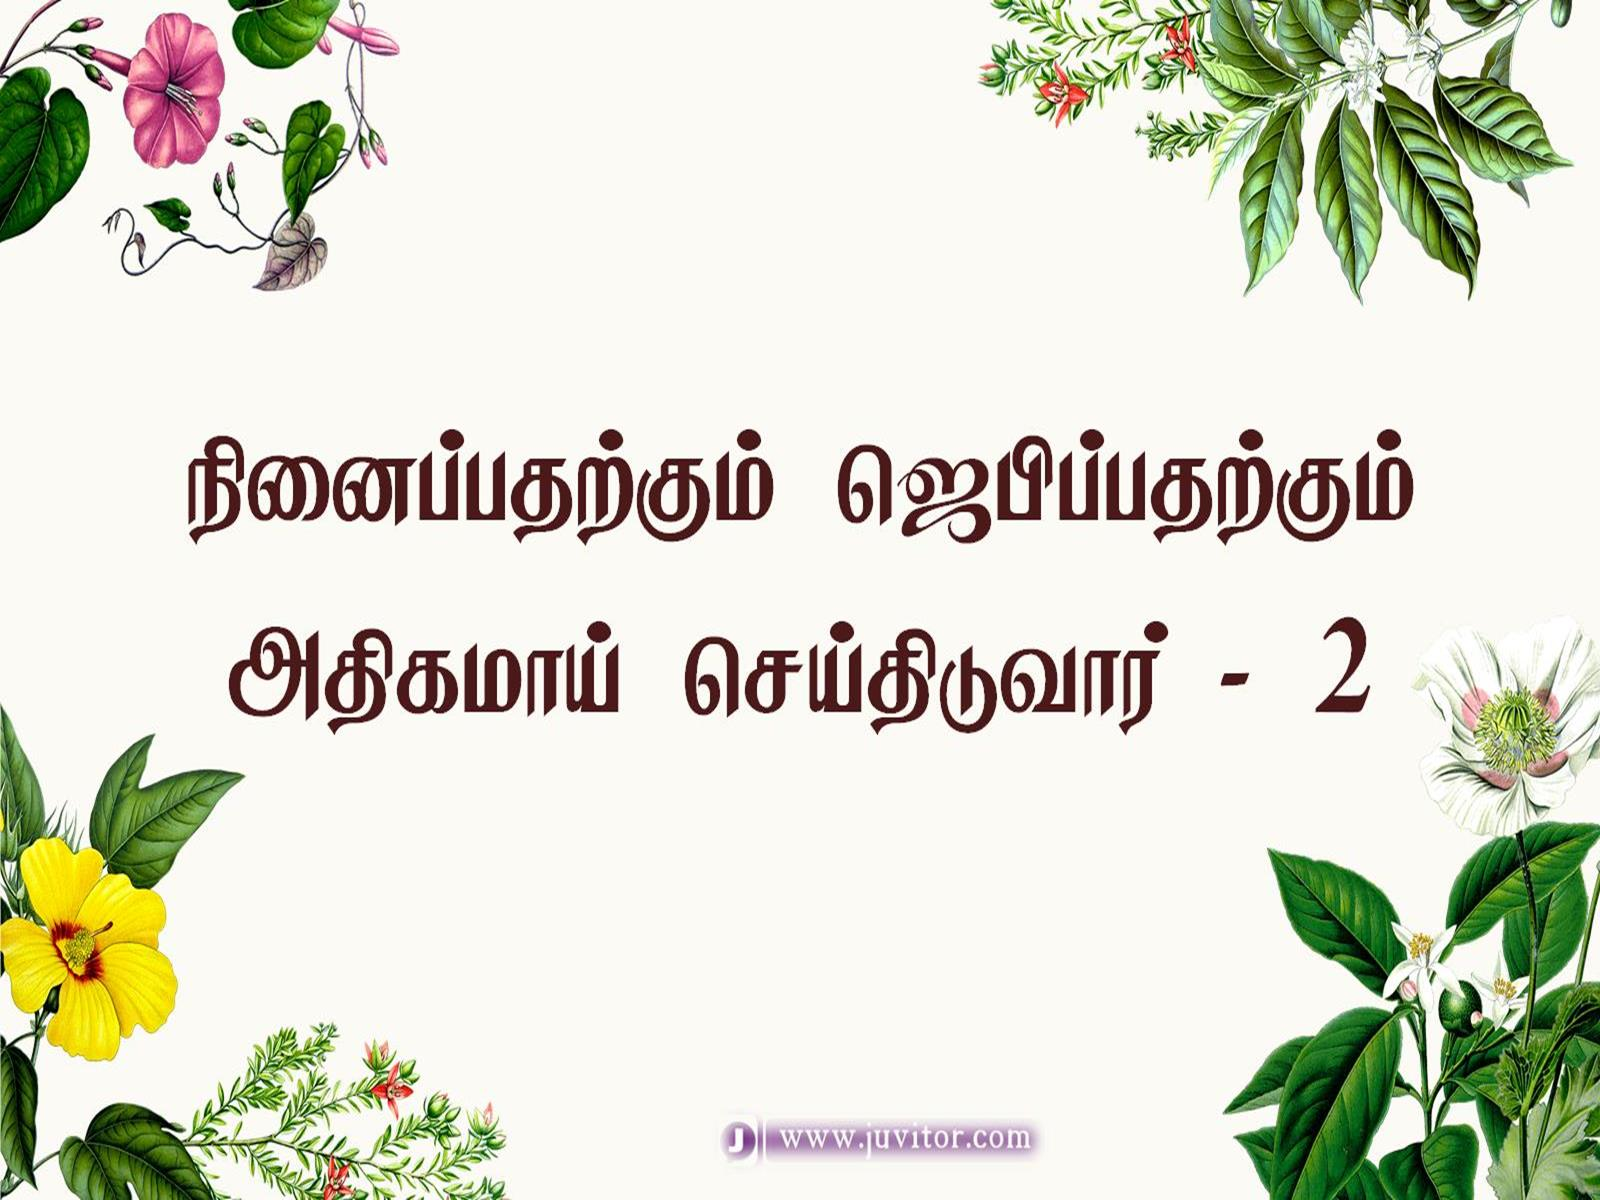 நினைப்பதற்கும் ஜெபிப்பதற்கும்
அதிகமாய் செய்திடுவார் - 2
J www.juvitor.com